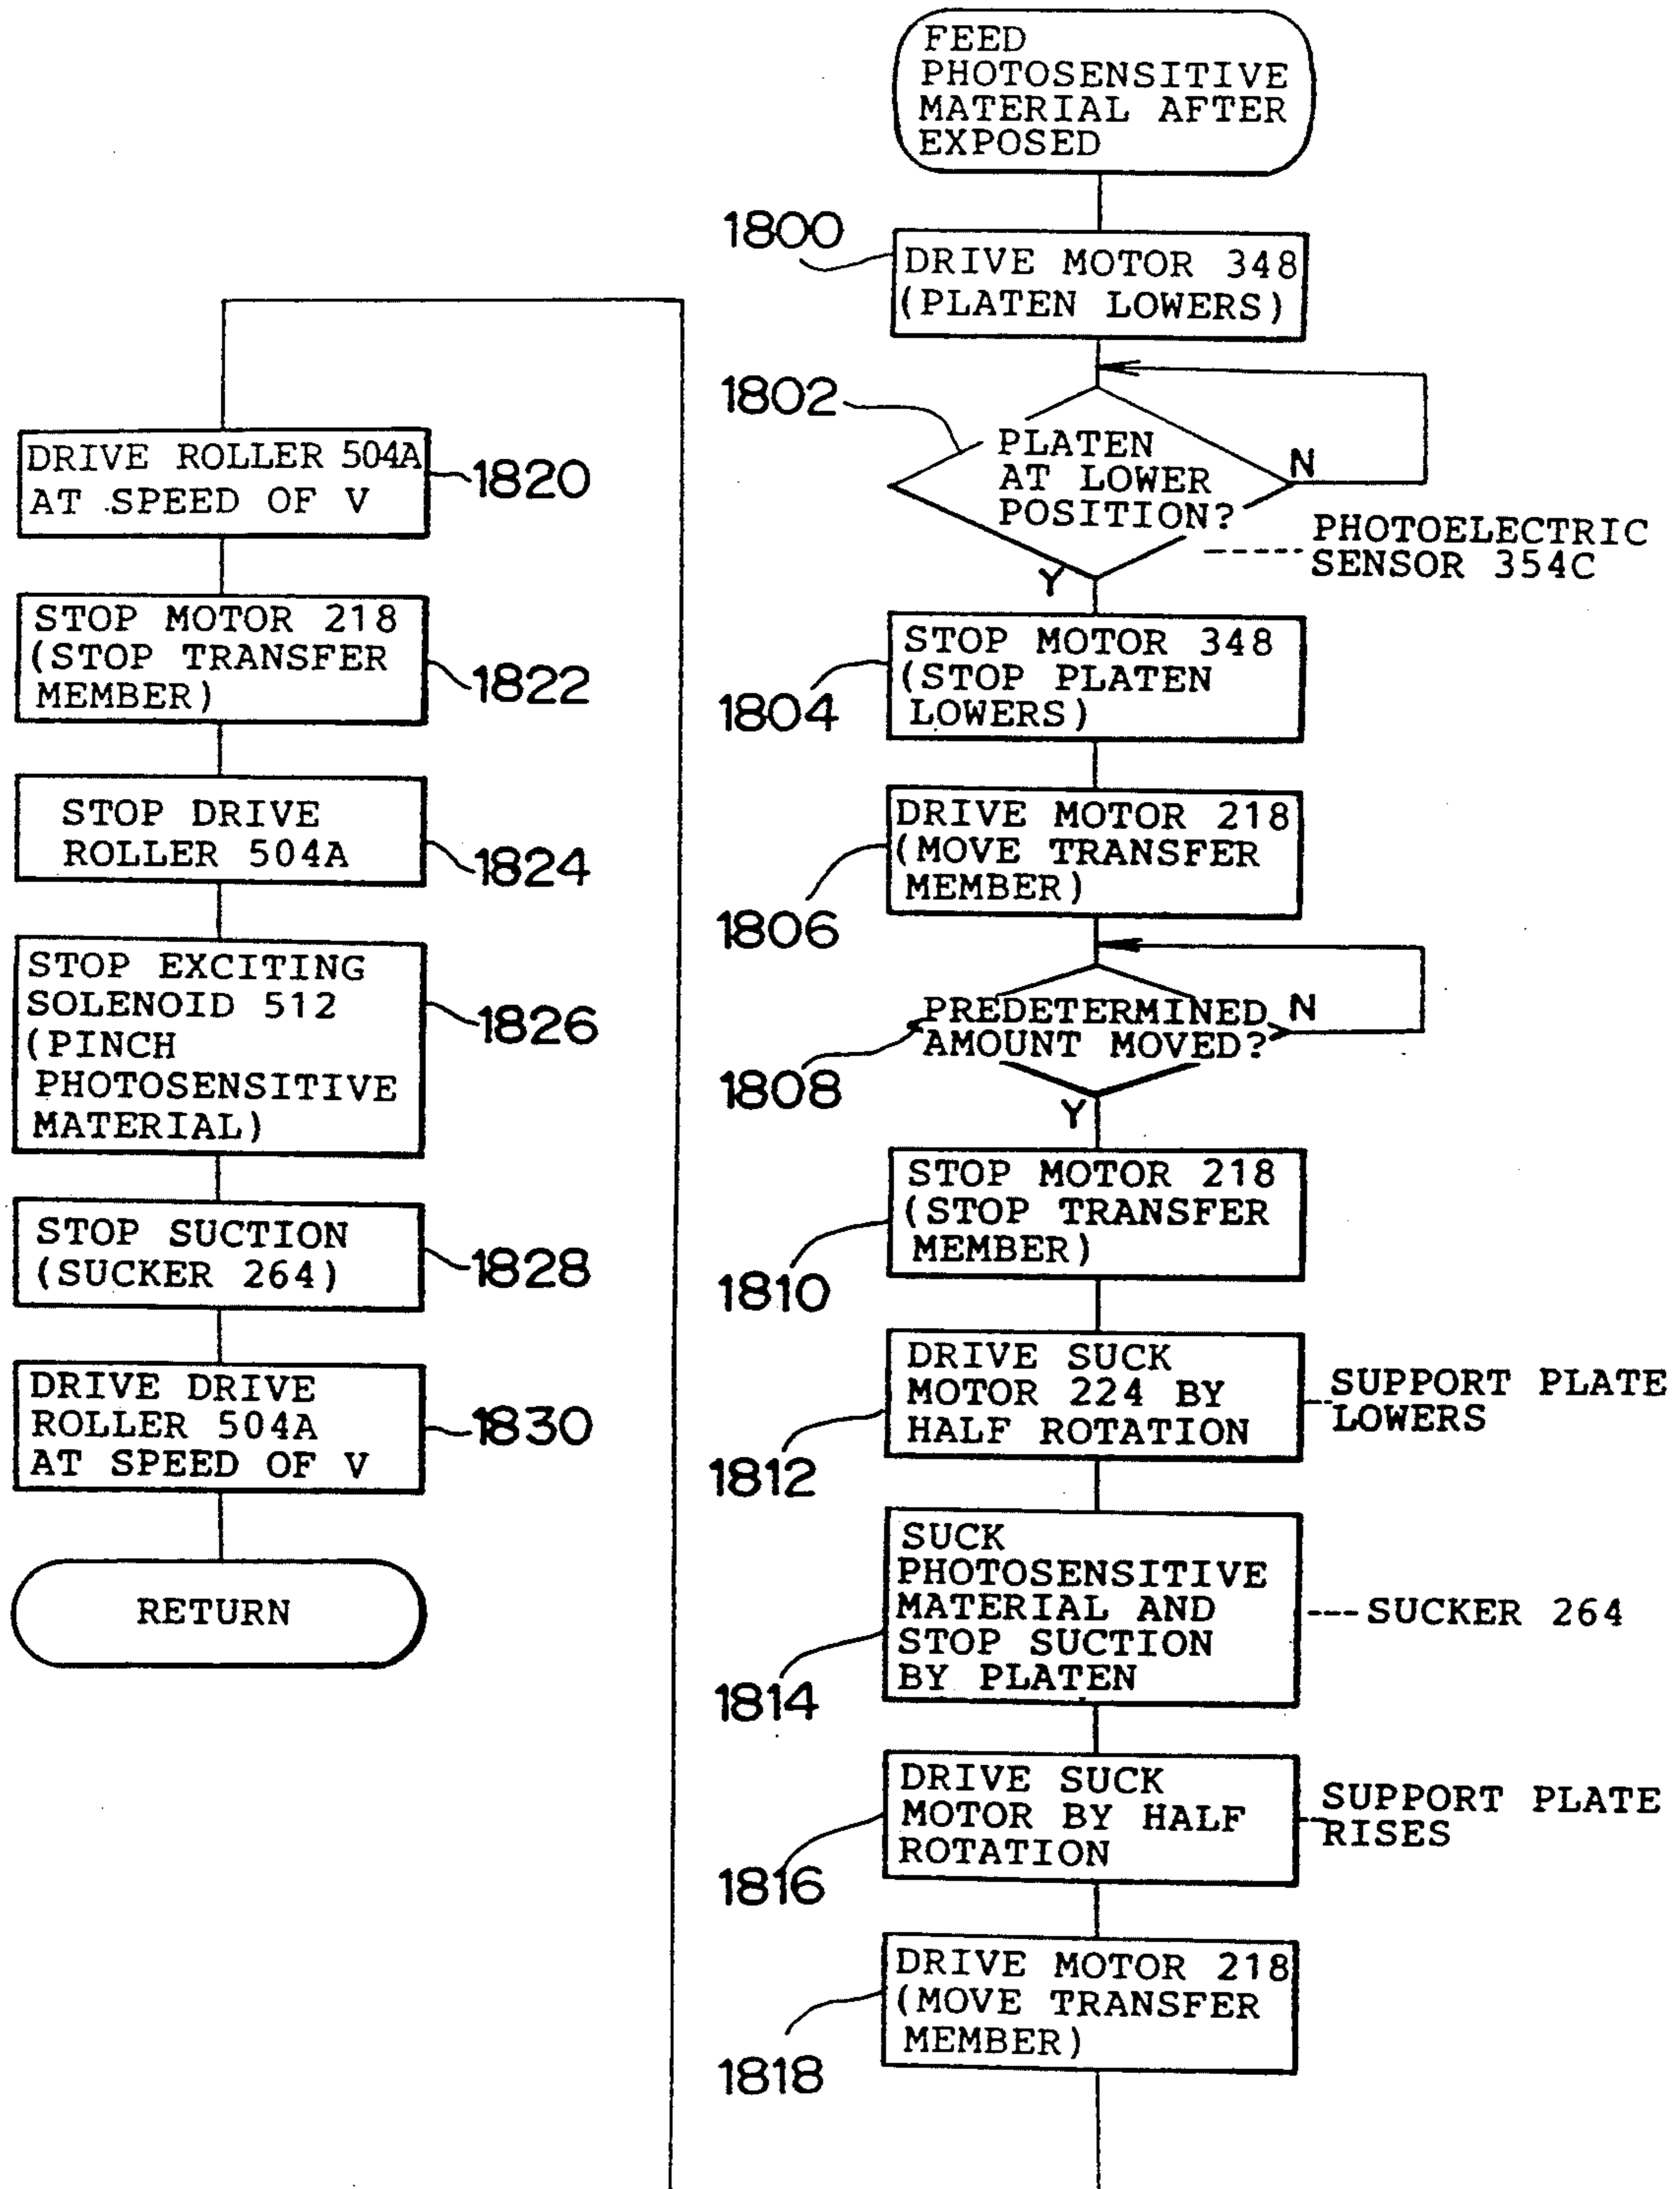 FEED
PHOTOSENSITIVE
MATERIAL AFTER
EXPOSED
1800
DRIVE MOTOR 348
(PLATEN LOWERS)
1802
PLATEN
AT LOWER
POSITION?
N
Y
PHOTOELECTRIC
SENSOR 354C
1804
STOP MOTOR 348
(STOP PLATEN
LOWERS)
1806
DRIVE MOTOR 218
(MOVE TRANSFER
MEMBER)
1808
PREDETERMINED
AMOUNT MOVED?
N
Y
1810
STOP MOTOR 218
(STOP TRANSFER
MEMBER)
1812
DRIVE SUCK
MOTOR 224 BY
HALF ROTATION
SUPPORT PLATE
LOWERS
1814
SUCK
PHOTOSENSITIVE
MATERIAL AND
STOP SUCTION
BY PLATEN
SUCKER 264
1816
DRIVE SUCK
MOTOR BY HALF
ROTATION
SUPPORT PLATE
RISES
1818
DRIVE MOTOR 218
(MOVE TRANSFER
MEMBER)
DRIVE ROLLER 504A
AT SPEED OF V
1820
STOP MOTOR 218
(STOP TRANSFER
MEMBER)
1822
STOP DRIVE
ROLLER 504A
1824
STOP EXCITING
SOLENOID 512
(PINCH
PHOTOSENSITIVE
MATERIAL)
1826
STOP SUCTION
(SUCKER 264)
1828
DRIVE DRIVE
ROLLER 504A
AT SPEED OF V
1830
RETURN